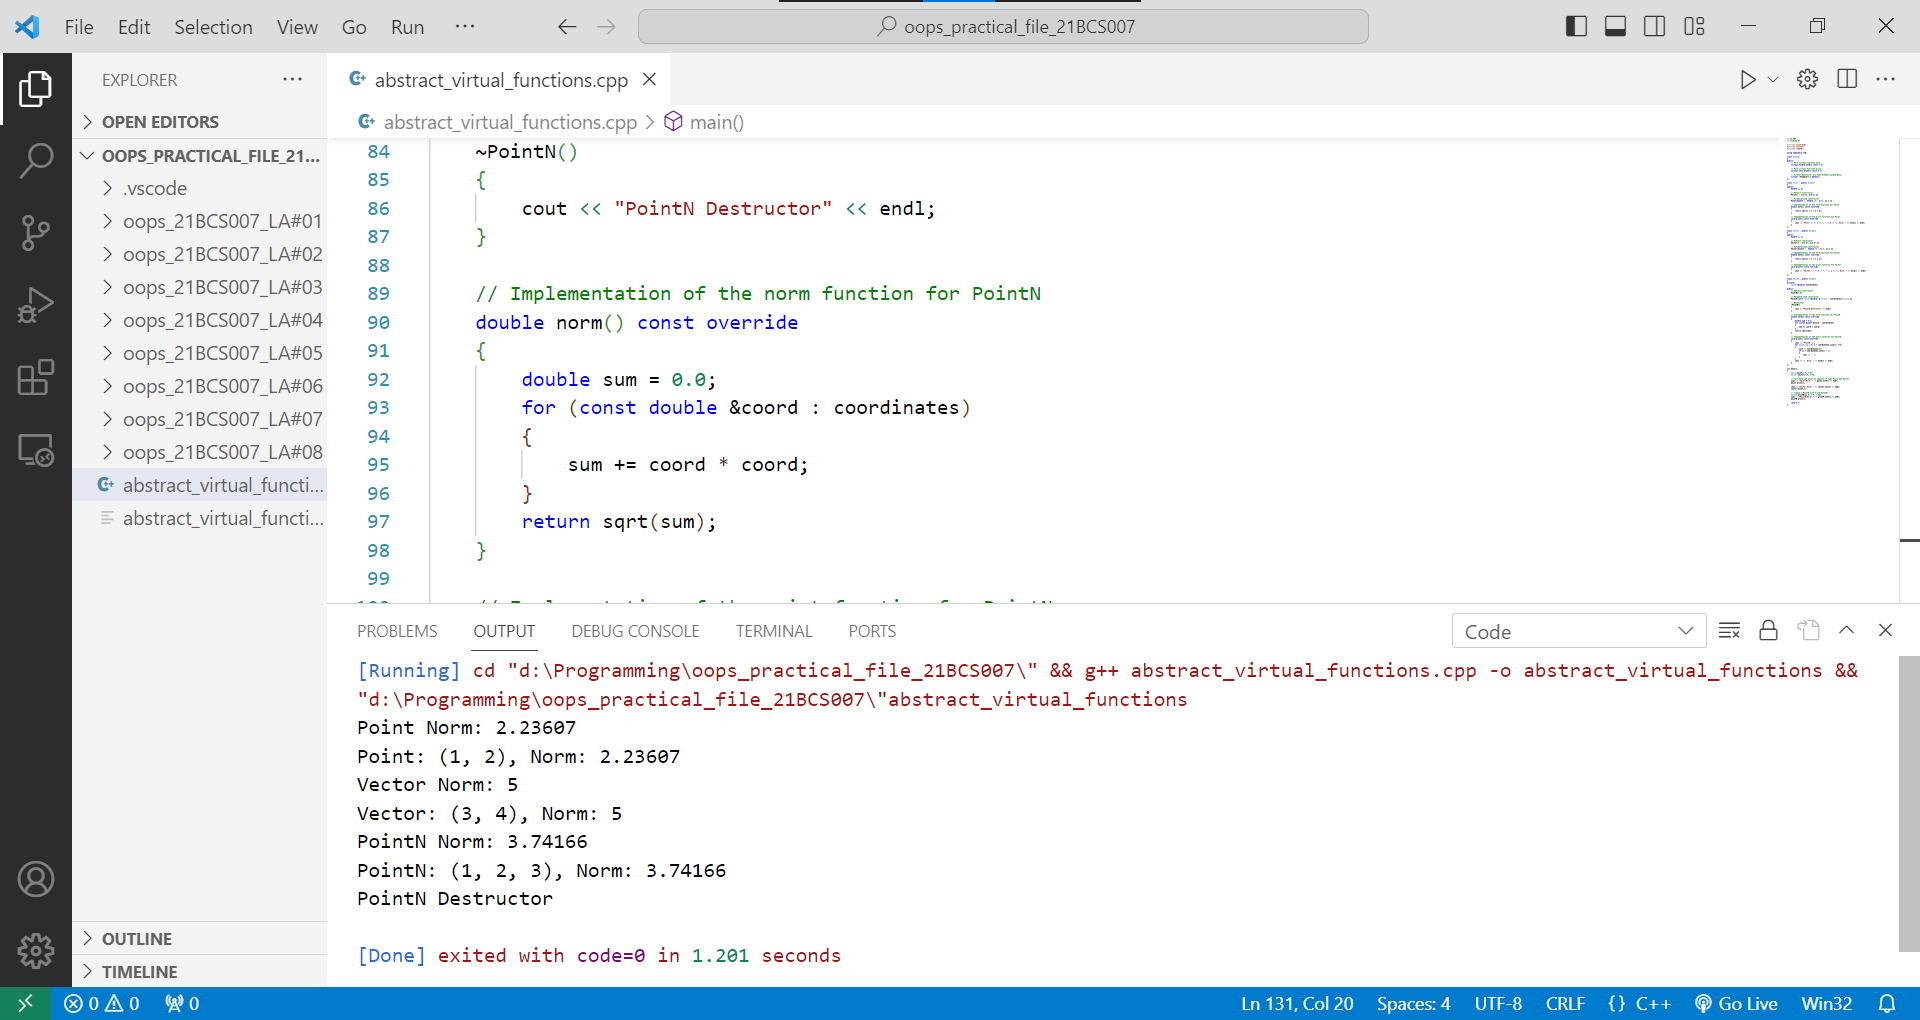 File Edit Selection View Go Run ···
oops_practical_file_21BCS007
EXPLORER
OPEN EDITORS
OOPS_PRACTICAL_FILE_21...
.vscode
oops_21BCS007_LA#01
oops_21BCS007_LA#02
oops_21BCS007_LA#03
oops_21BCS007_LA#04
oops_21BCS007_LA#05
oops_21BCS007_LA#06
oops_21BCS007_LA#07
oops_21BCS007_LA#08
abstract_virtual_functi...
abstract_virtual_functi...
OUTLINE
TIMELINE
abstract_virtual_functions.cpp
abstract_virtual_functions.cpp > main()
84 ~PointN()
85 {
86 cout << "PointN Destructor" << endl;
87 }
88
89 // Implementation of the norm function for PointN
90 double norm() const override
91 {
92 double sum = 0.0;
93 for (const double &coord : coordinates)
94 {
95 sum += coord * coord;
96 }
97 return sqrt(sum);
98 }
99
PROBLEMS OUTPUT DEBUG CONSOLE TERMINAL PORTS
Code
[Running] cd "d:\Programming\oops_practical_file_21BCS007\" && g++ abstract_virtual_functions.cpp -o abstract_virtual_functions &&
"d:\Programming\oops_practical_file_21BCS007\"abstract_virtual_functions
Point Norm: 2.23607
Point: (1, 2), Norm: 2.23607
Vector Norm: 5
Vector: (3, 4), Norm: 5
PointN Norm: 3.74166
PointN: (1, 2, 3), Norm: 3.74166
PointN Destructor
[Done] exited with code=0 in 1.201 seconds
0 0 0 Ln 131, Col 20 Spaces: 4 UTF-8 CRLF {} C++ Go Live Win32